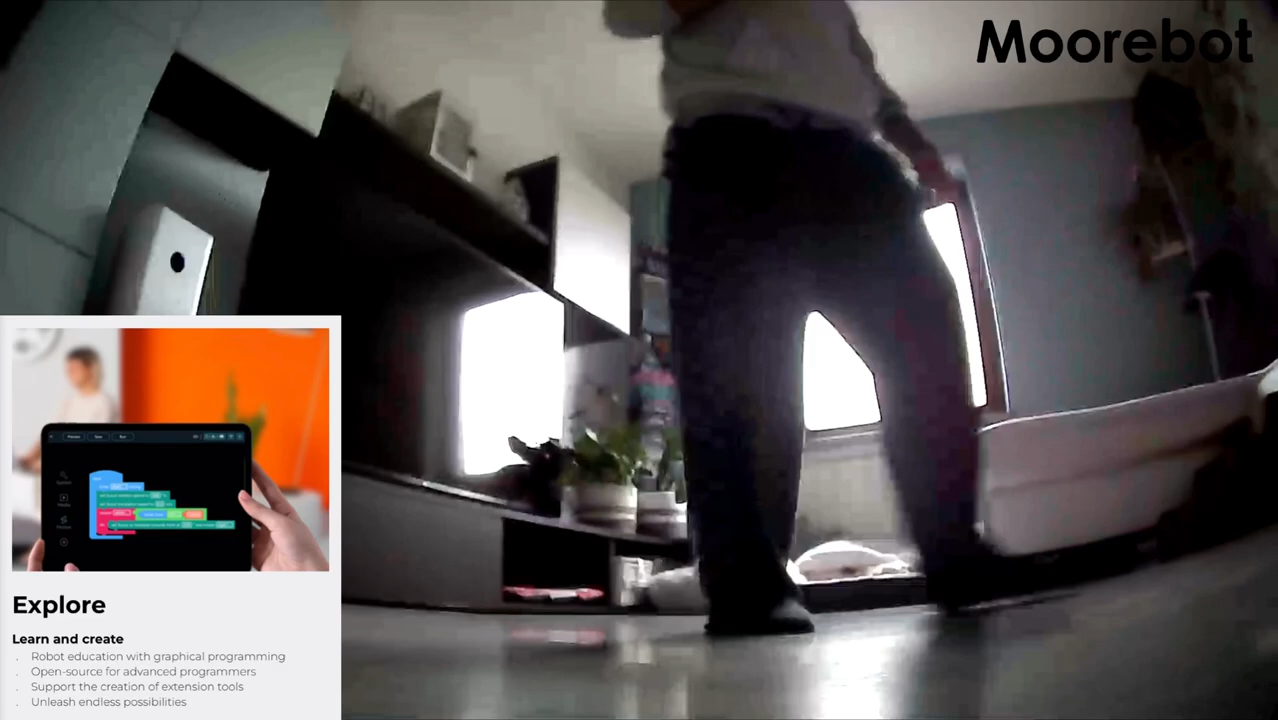 Moorebot
Explore
Learn and create
. Robot education with graphical programming
. Open-source for advanced programmers
. Support the creation of extension tools
. Unleash endless possibilities